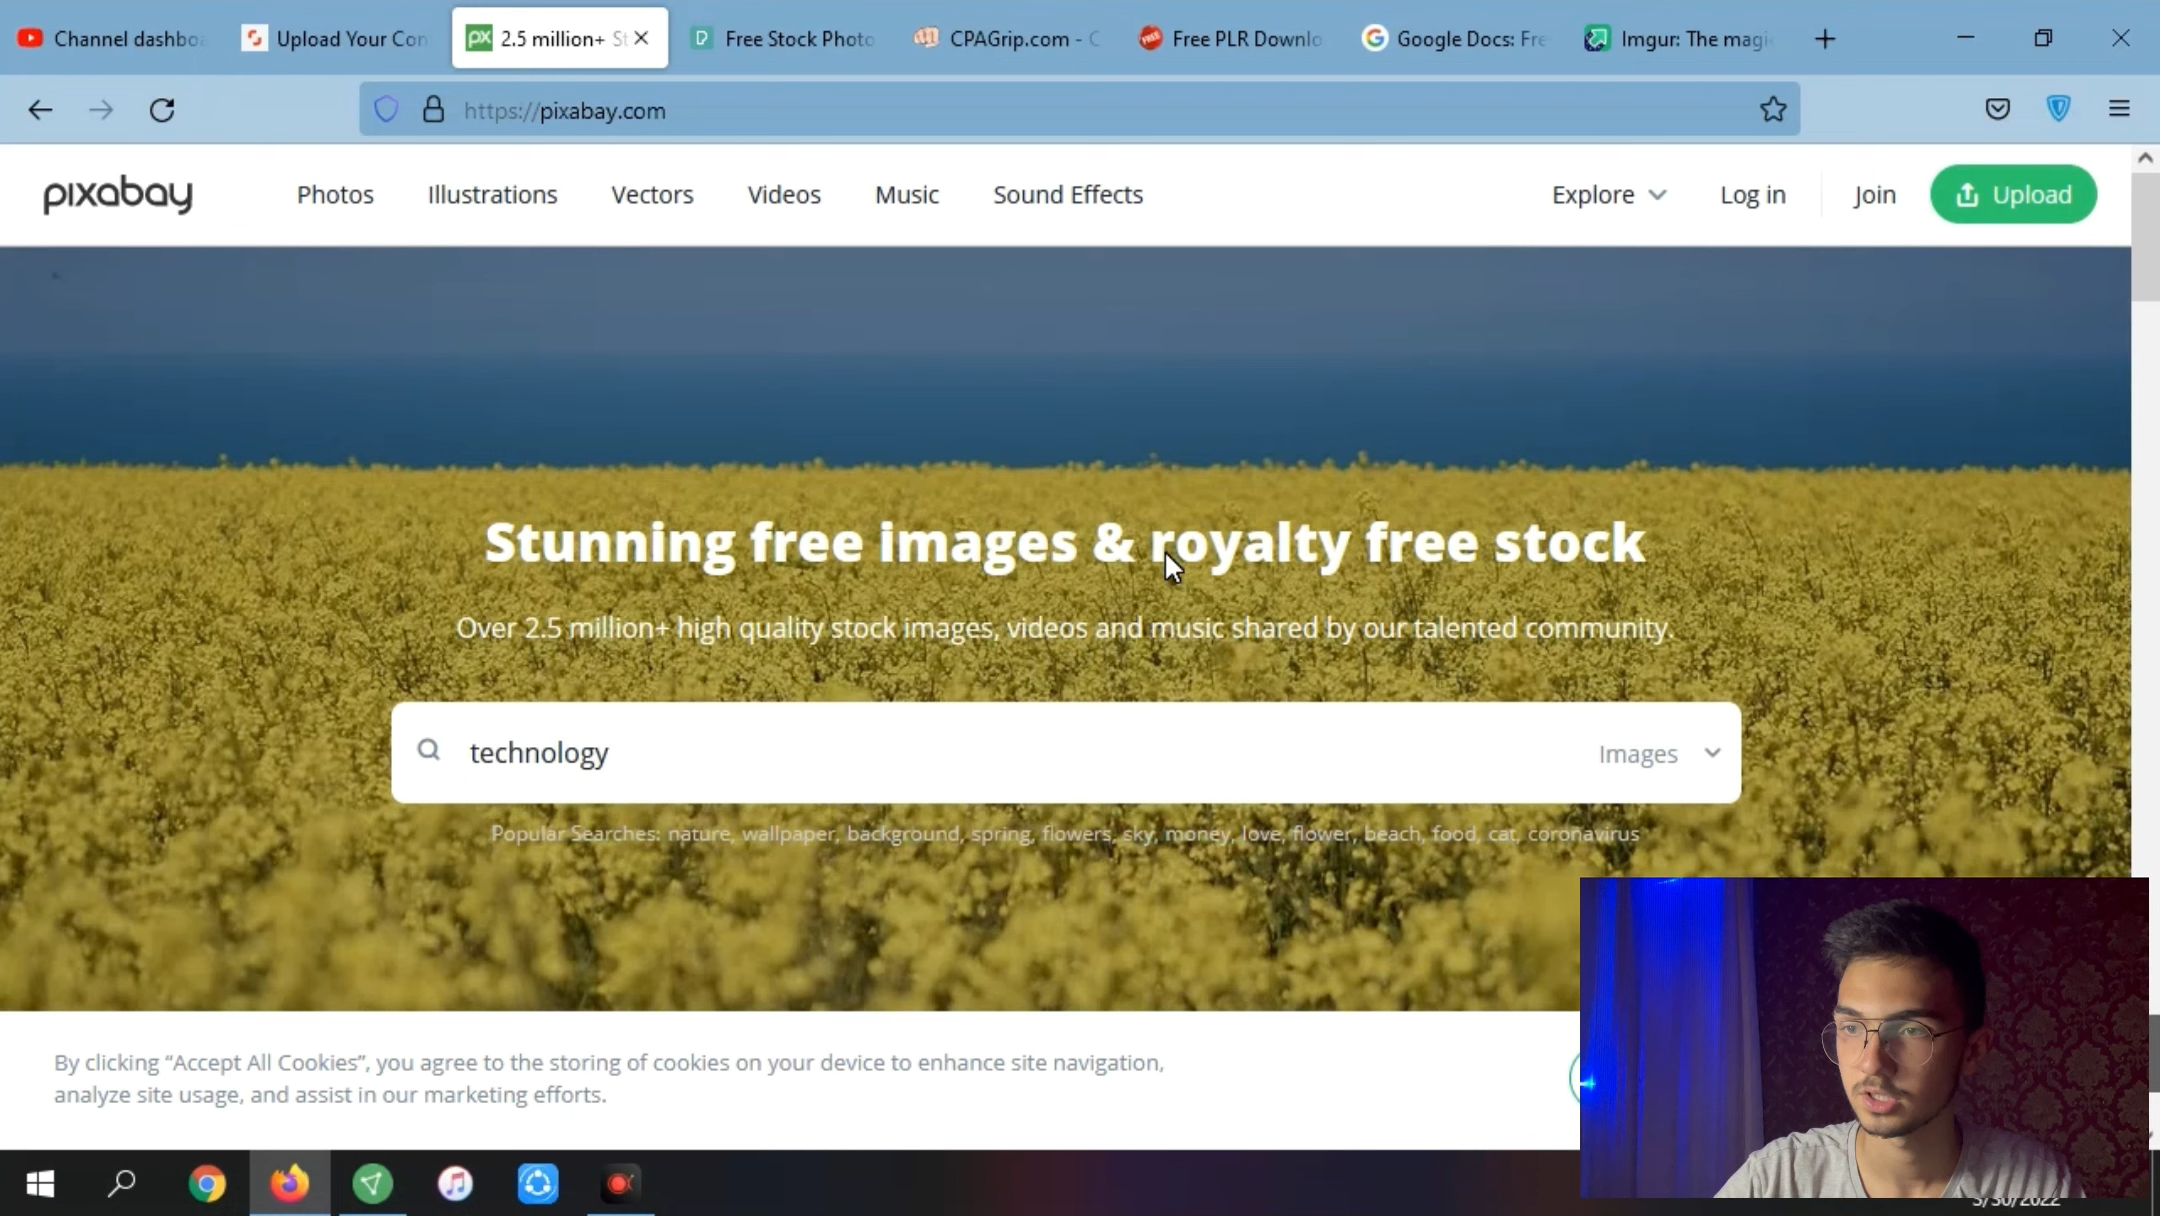 Channel dashbo
Upload Your Con
2.5 million+ St
Free Stock Photo
CPAGrip.com - C
Free PLR Downlo
Google Docs: Fre
Imgur: The magi
https://pixabay.com
pixabay
Photos
Illustrations
Vectors
Videos
Music
Sound Effects
Explore
Log in
Join
Upload
Stunning free images & royalty free stock
Over 2.5 million+ high quality stock images, videos and music shared by our talented community.
technology
Images
Popular Searches: nature, wallpaper, background, spring, flowers, sky, money, love, flower, beach, food, cat, coronavirus
By clicking “Accept All Cookies”, you agree to the storing of cookies on your device to enhance site navigation,
analyze site usage, and assist in our marketing efforts.
3/30/2022